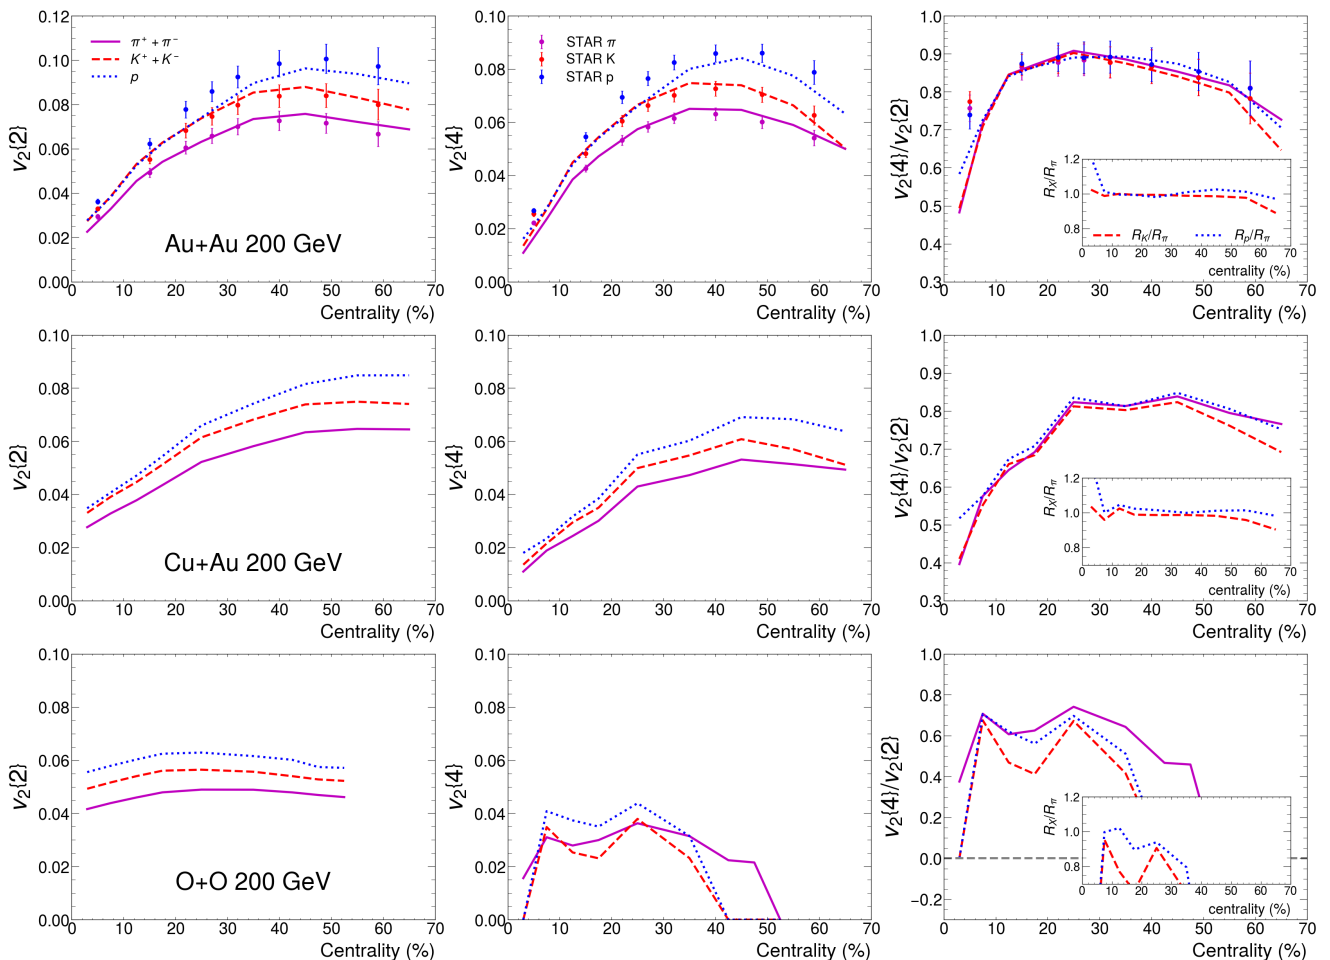 0.12
0.10
0.08
0.06
0.04
0.02
0.00
v₂{2}
π⁺ + π⁻
K⁺ + K⁻
p
Au+Au 200 GeV
0 10 20 30 40 50 60 70
Centrality (%)
0.10
0.08
0.06
0.04
0.02
0.00
v₂{4}
STAR π
STAR K
STAR p
0 10 20 30 40 50 60 70
Centrality (%)
1.0
0.9
0.8
0.7
0.6
0.5
0.4
0.3
v₂{4}/v₂{2}
1.2
1.0
0.8
R_X/R_π
R_K/R_π R_p/R_π
0 10 20 30 40 50 60 70
centrality (%)
0 10 20 30 40 50 60 70
Centrality (%)
0.10
0.08
0.06
0.04
0.02
0.00
v₂{2}
Cu+Au 200 GeV
0 10 20 30 40 50 60 70
Centrality (%)
0.10
0.08
0.06
0.04
0.02
0.00
v₂{4}
0 10 20 30 40 50 60 70
Centrality (%)
1.0
0.9
0.8
0.7
0.6
0.5
0.4
0.3
v₂{4}/v₂{2}
1.2
1.0
0.8
R_X/R_π
0 10 20 30 40 50 60 70
centrality (%)
0 10 20 30 40 50 60 70
Centrality (%)
0.10
0.08
0.06
0.04
0.02
0.00
v₂{2}
O+O 200 GeV
0 10 20 30 40 50 60 70
Centrality (%)
0.10
0.08
0.06
0.04
0.02
0.00
v₂{4}
0 10 20 30 40 50 60 70
Centrality (%)
1.0
0.8
0.6
0.4
0.2
0.0
−0.2
v₂{4}/v₂{2}
1.2
1.0
0.8
R_X/R_π
0 10 20 30 40 50 60 70
centrality (%)
0 10 20 30 40 50 60 70
Centrality (%)